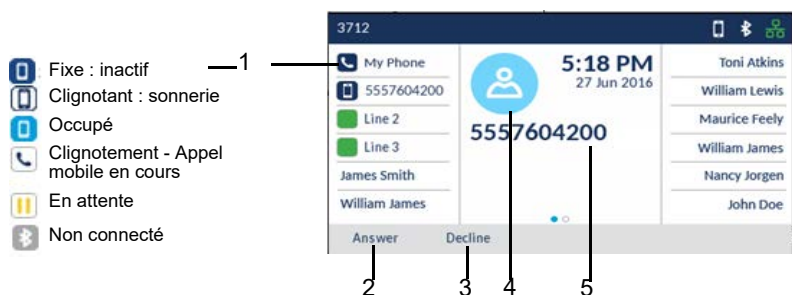 Fixe : inactif
Clignotant : sonnerie
Occupé
Clignotement - Appel
mobile en cours
En attente
Non connecté
1
3712
My Phone
5557604200
Line 2
Line 3
James Smith
William James
5:18 PM
27 Jun 2016
5557604200
Toni Atkins
William Lewis
Maurice Feely
William James
Nancy Jorgen
John Doe
Answer Decline
2 3 4 5